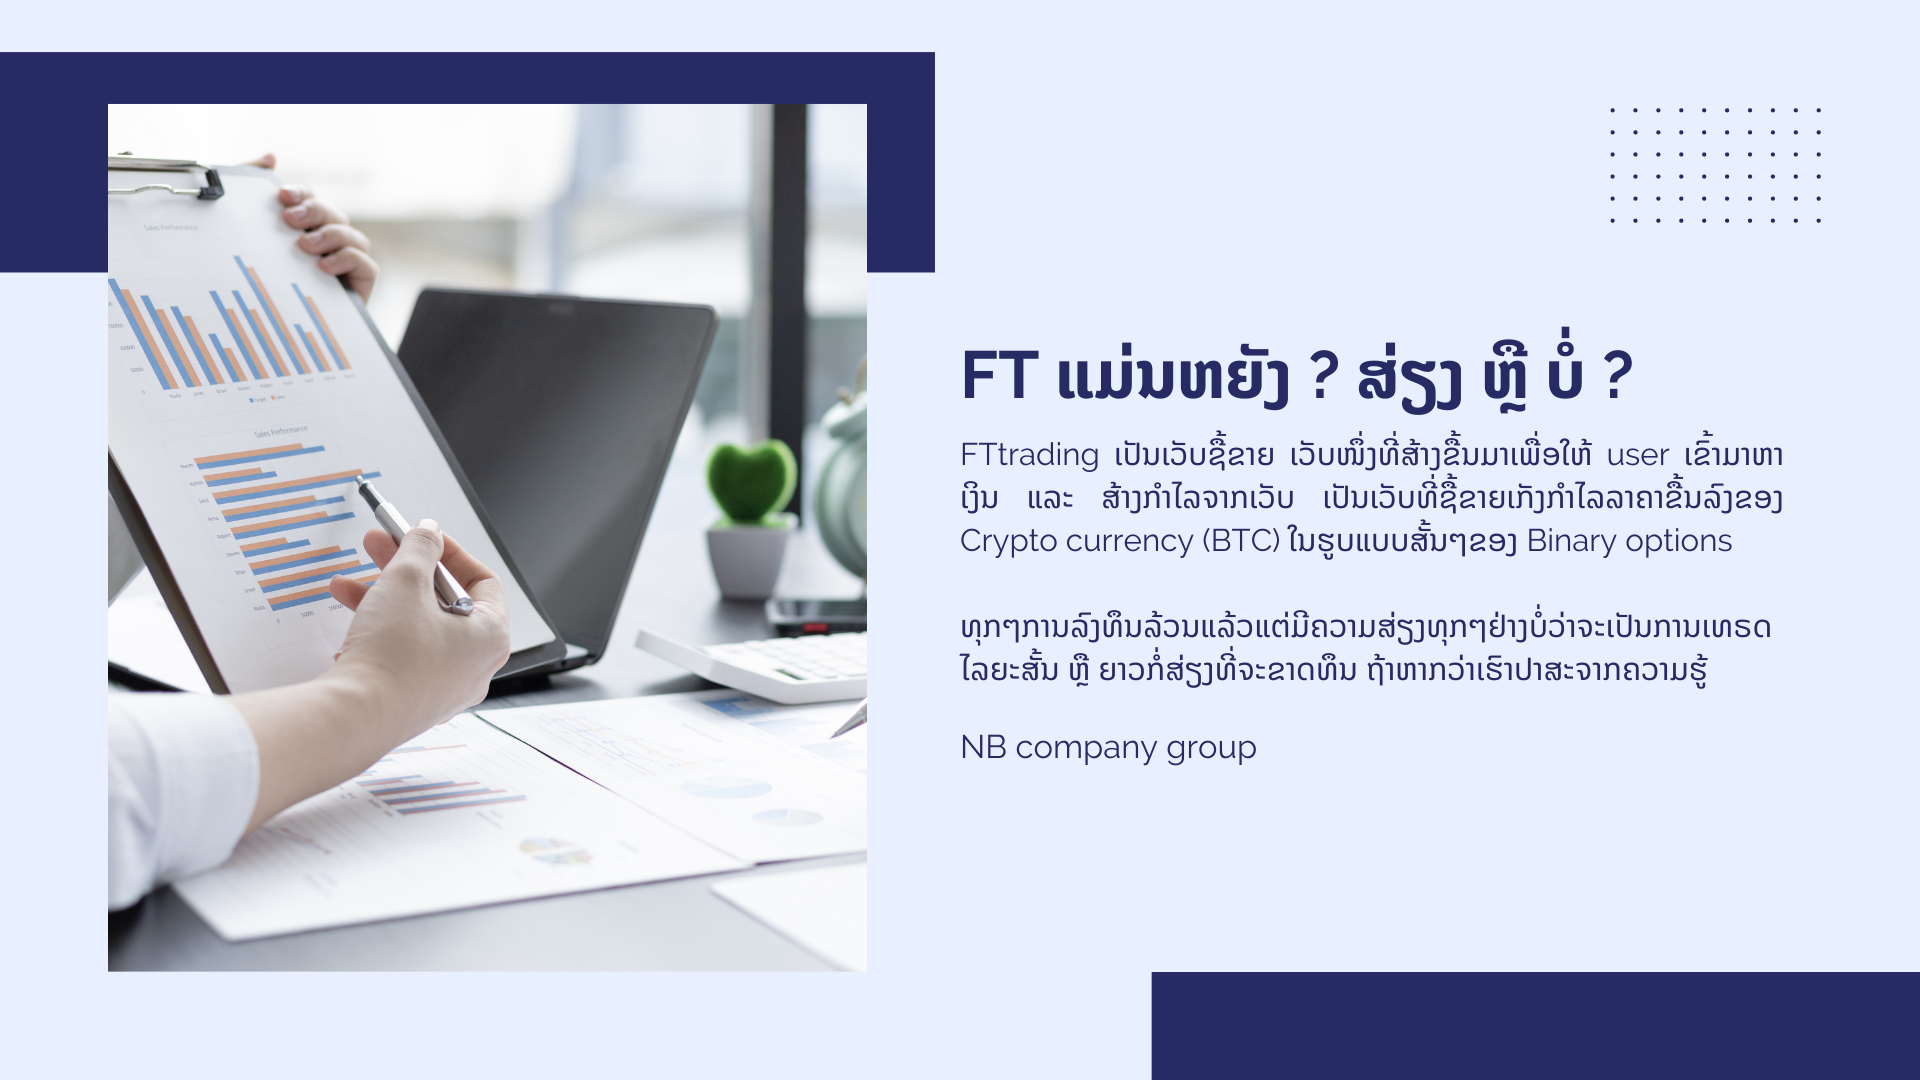 FT ແມ່ນຫຍັງ ? ສ່ຽງ ຫຼື ບໍ່ ?
FTtrading ເປັນເວັບຊື້ຂາຍ ເວັບໜຶ່ງທີ່ສ້າງຂື້ນມາເພື່ອໃຫ້ user ເຂົ້າມາຫາ
ເງິນ ແລະ ສ້າງກຳໄລຈາກເວັບ ເປັນເວັບທີ່ຊື້ຂາຍເກັງກຳໄລລາຄາຂື້ນລົງຂອງ
Crypto currency (BTC) ໃນຮູບແບບສັ້ນໆຂອງ Binary options
ທຸກໆການລົງທຶນລ້ວນແລ້ວແຕ່ມີຄວາມສ່ຽງທຸກໆຢ່າງບໍ່ວ່າຈະເປັນການເທຣດ
ໄລຍະສັ້ນ ຫຼື ຍາວກໍ່ສ່ຽງທີ່ຈະຂາດທຶນ ຖ້າຫາກວ່າເຮົາປາສະຈາກຄວາມຮູ້
NB company group
Sales Performance
Sales Performance